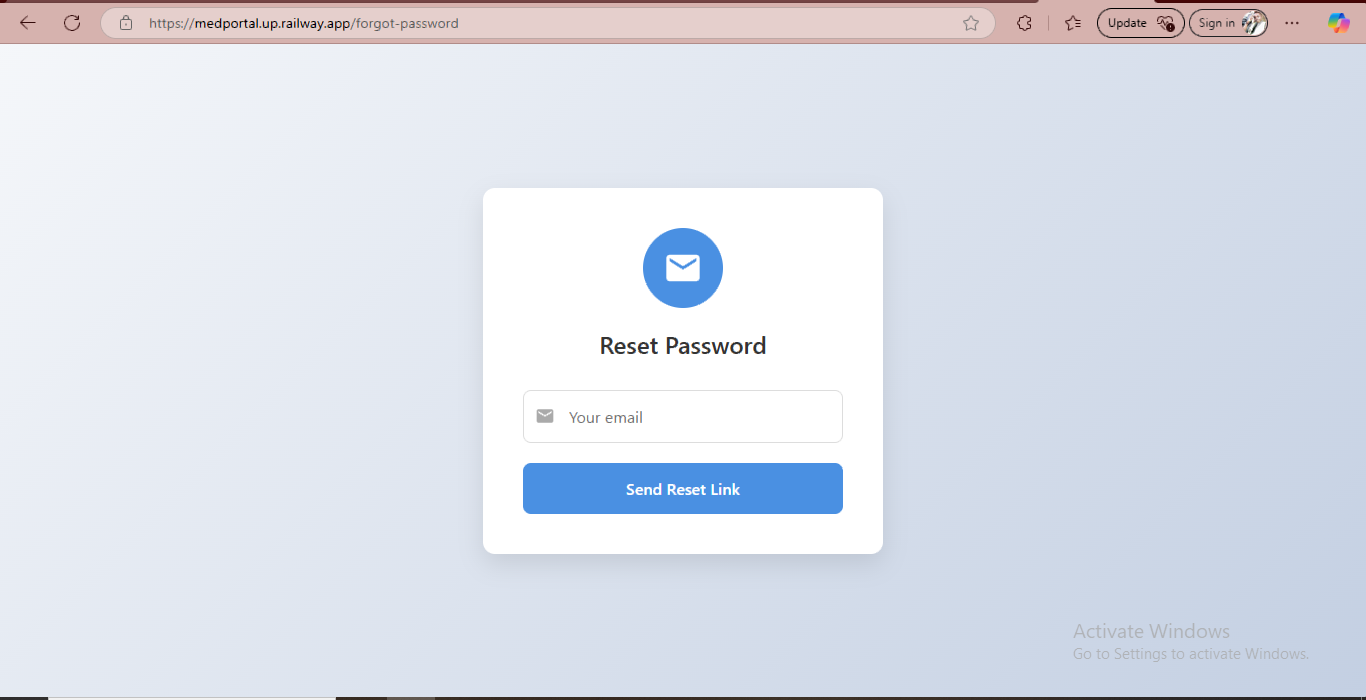 https://medportal.up.railway.app/forgot-password
Update
Sign in
Reset Password
Your email
Send Reset Link
Activate Windows
Go to Settings to activate Windows.